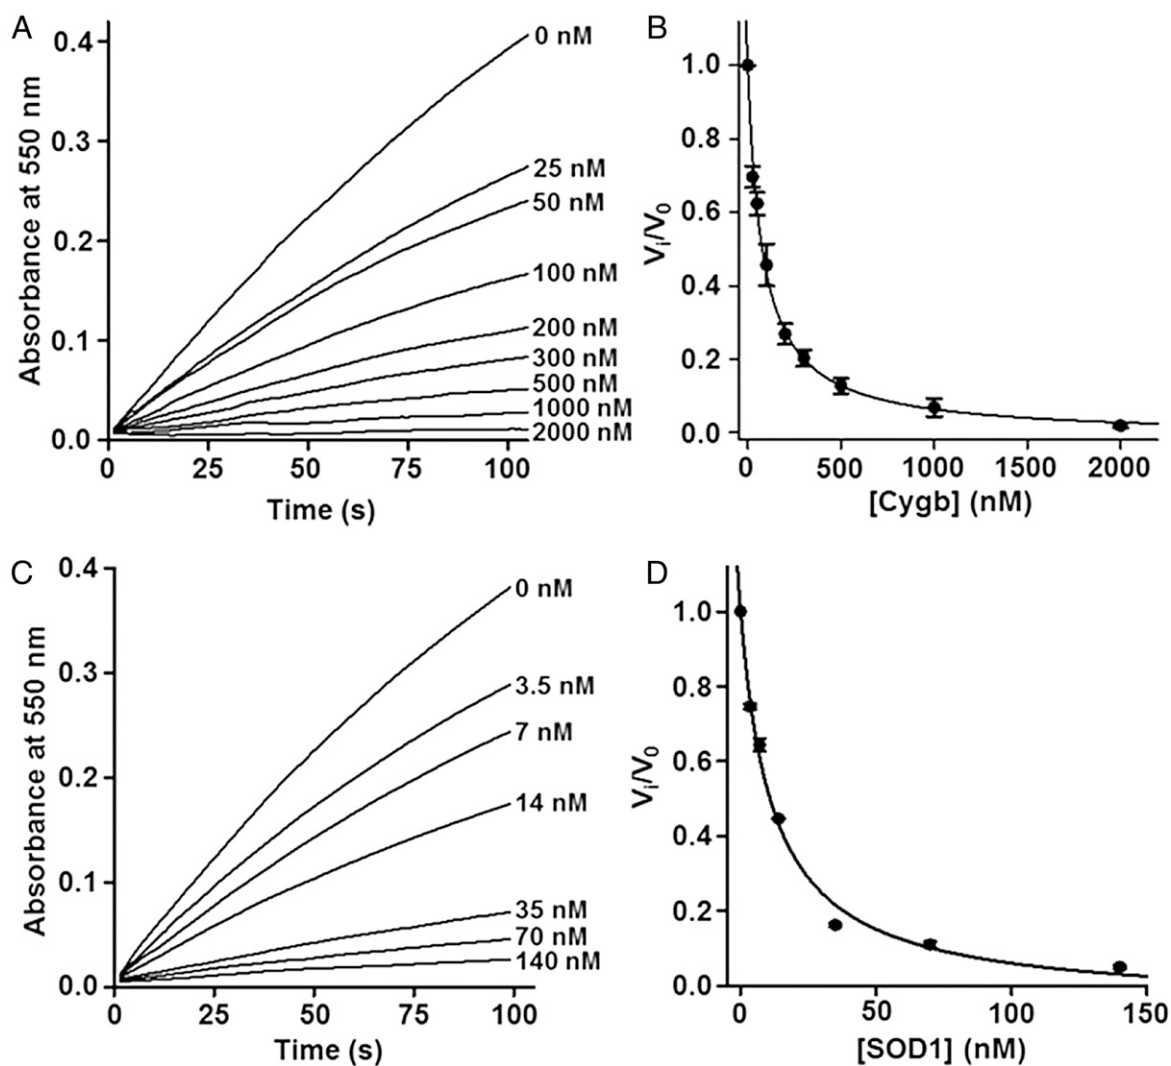 A
Absorbance at 550 nm
0.4
0.3
0.2
0.1
0.0
0 nM
25 nM
50 nM
100 nM
200 nM
300 nM
500 nM
1000 nM
2000 nM
0 25 50 75 100
Time (s)
B
Vi/V0
1.0
0.8
0.6
0.4
0.2
0.0
0 500 1000 1500 2000
[Cygb] (nM)
C
Absorbance at 550 nm
0.4
0.3
0.2
0.1
0.0
0 nM
3.5 nM
7 nM
14 nM
35 nM
70 nM
140 nM
0 25 50 75 100
Time (s)
D
Vi/V0
1.0
0.8
0.6
0.4
0.2
0.0
0 50 100 150
[SOD1] (nM)